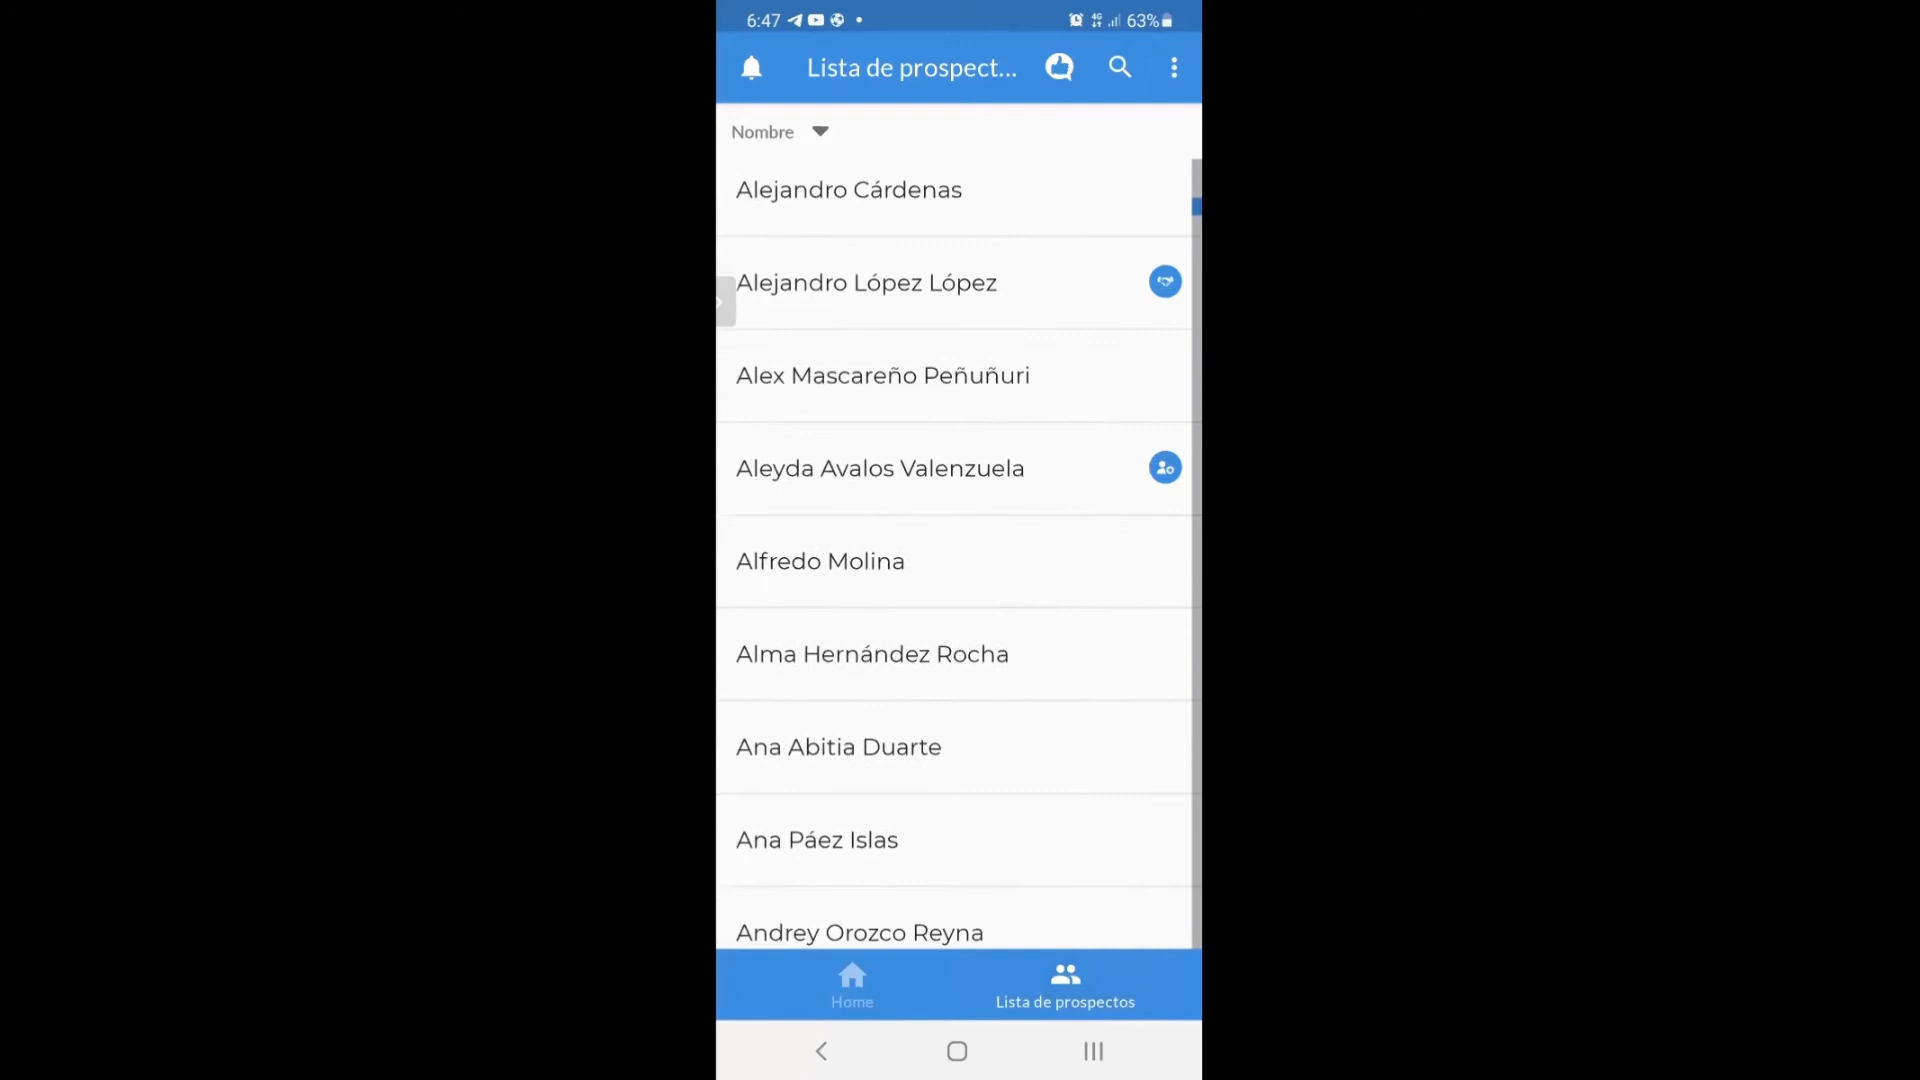 6:47
4G
63%
Lista de prospect...
Nombre
Alejandro Cárdenas
Alejandro López López
Alex Mascareño Peñuñuri
Aleyda Avalos Valenzuela
Alfredo Molina
Alma Hernández Rocha
Ana Abitia Duarte
Ana Páez Islas
Andrey Orozco Reyna
Home
Lista de prospectos